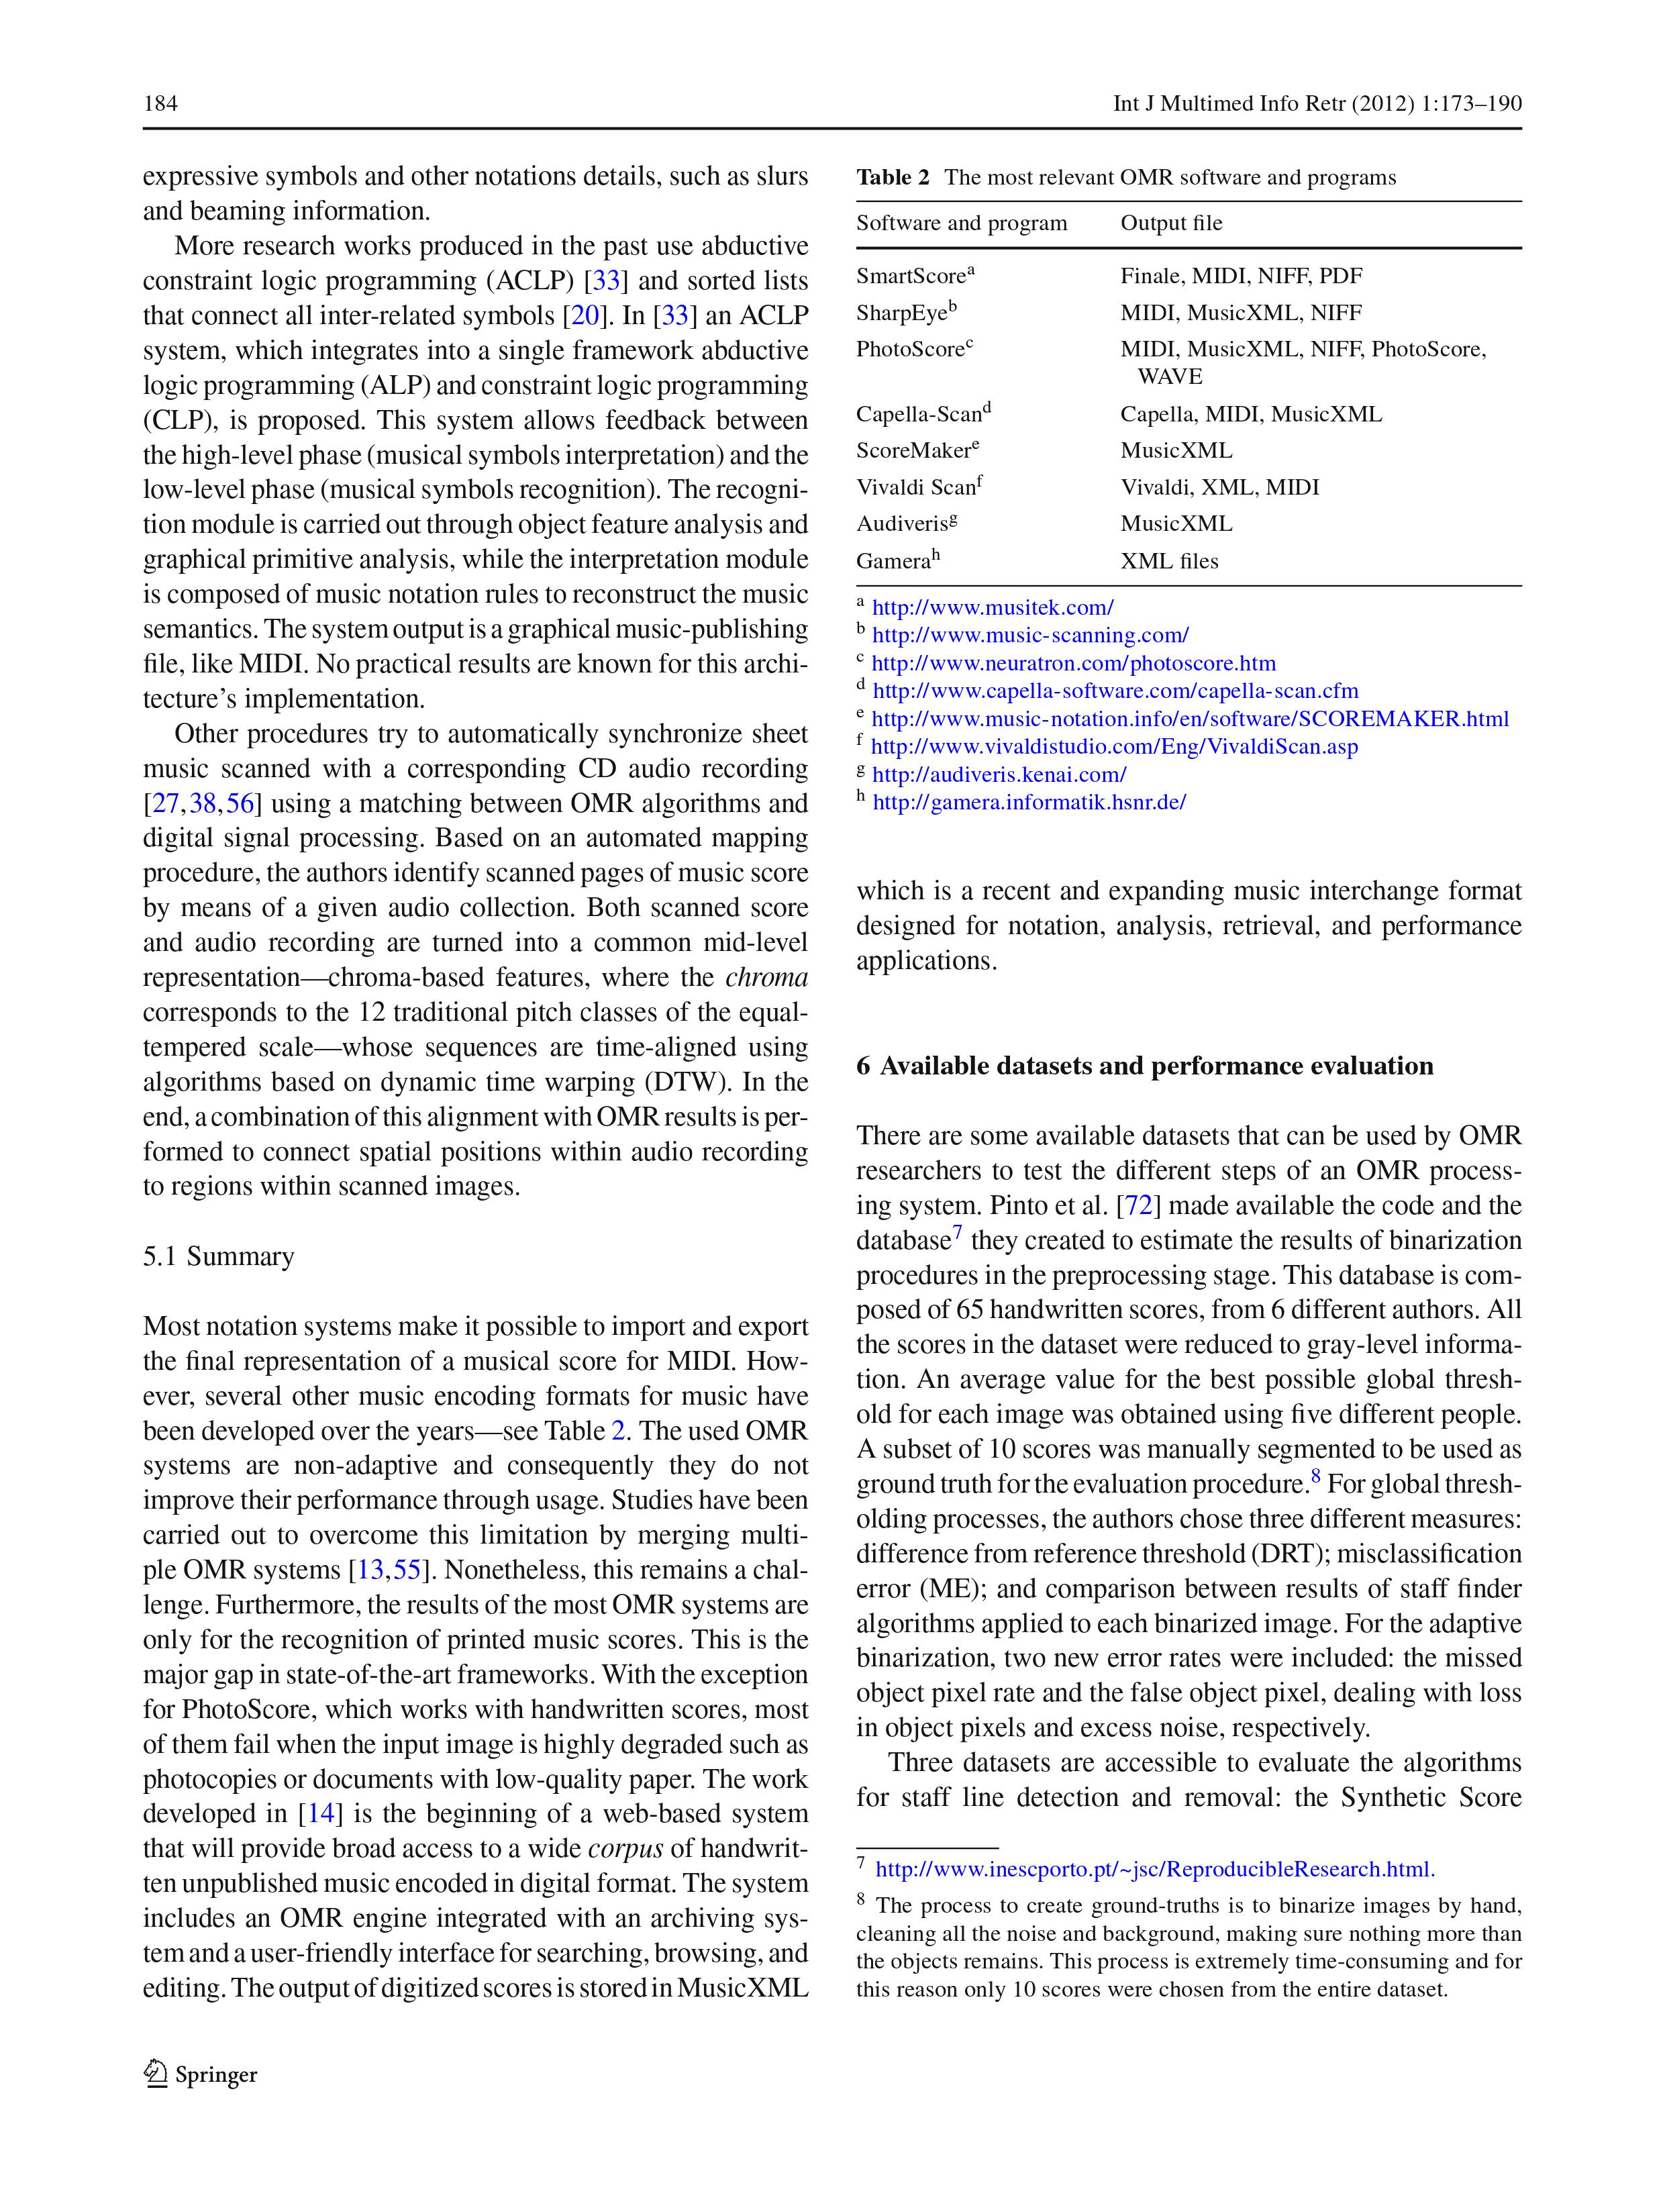 184
Int J Multimed Info Retr (2012) 1:173–190
expressive symbols and other notations details, such as slurs
and beaming information.
More research works produced in the past use abductive
constraint logic programming (ACLP) [33] and sorted lists
that connect all inter-related symbols [20]. In [33] an ACLP
system, which integrates into a single framework abductive
logic programming (ALP) and constraint logic programming
(CLP), is proposed. This system allows feedback between
the high-level phase (musical symbols interpretation) and the
low-level phase (musical symbols recognition). The recogni-
tion module is carried out through object feature analysis and
graphical primitive analysis, while the interpretation module
is composed of music notation rules to reconstruct the music
semantics. The system output is a graphical music-publishing
file, like MIDI. No practical results are known for this archi-
tecture’s implementation.
Other procedures try to automatically synchronize sheet
music scanned with a corresponding CD audio recording
[27,38,56] using a matching between OMR algorithms and
digital signal processing. Based on an automated mapping
procedure, the authors identify scanned pages of music score
by means of a given audio collection. Both scanned score
and audio recording are turned into a common mid-level
representation—chroma-based features, where the chroma
corresponds to the 12 traditional pitch classes of the equal-
tempered scale—whose sequences are time-aligned using
algorithms based on dynamic time warping (DTW). In the
end, a combination of this alignment with OMR results is per-
formed to connect spatial positions within audio recording
to regions within scanned images.
5.1 Summary
Most notation systems make it possible to import and export
the final representation of a musical score for MIDI. How-
ever, several other music encoding formats for music have
been developed over the years—see Table 2. The used OMR
systems are non-adaptive and consequently they do not
improve their performance through usage. Studies have been
carried out to overcome this limitation by merging multi-
ple OMR systems [13,55]. Nonetheless, this remains a chal-
lenge. Furthermore, the results of the most OMR systems are
only for the recognition of printed music scores. This is the
major gap in state-of-the-art frameworks. With the exception
for PhotoScore, which works with handwritten scores, most
of them fail when the input image is highly degraded such as
photocopies or documents with low-quality paper. The work
developed in [14] is the beginning of a web-based system
that will provide broad access to a wide corpus of handwrit-
ten unpublished music encoded in digital format. The system
includes an OMR engine integrated with an archiving sys-
tem and a user-friendly interface for searching, browsing, and
editing. The output of digitized scores is stored in MusicXML
Table 2 The most relevant OMR software and programs
Software and program Output file
SmartScore^a Finale, MIDI, NIFF, PDF
SharpEye^b MIDI, MusicXML, NIFF
PhotoScore^c MIDI, MusicXML, NIFF, PhotoScore,
WAVE
Capella-Scan^d Capella, MIDI, MusicXML
ScoreMaker^e MusicXML
Vivaldi Scan^f Vivaldi, XML, MIDI
Audiveris^g MusicXML
Gamera^h XML files
a http://www.musitek.com/
b http://www.music-scanning.com/
c http://www.neuratron.com/photoscore.htm
d http://www.capella-software.com/capella-scan.cfm
e http://www.music-notation.info/en/software/SCOREMAKER.html
f http://www.vivaldistudio.com/Eng/VivaldiScan.asp
g http://audiveris.kenai.com/
h http://gamera.informatik.hsnr.de/
which is a recent and expanding music interchange format
designed for notation, analysis, retrieval, and performance
applications.
6 Available datasets and performance evaluation
There are some available datasets that can be used by OMR
researchers to test the different steps of an OMR process-
ing system. Pinto et al. [72] made available the code and the
database^7 they created to estimate the results of binarization
procedures in the preprocessing stage. This database is com-
posed of 65 handwritten scores, from 6 different authors. All
the scores in the dataset were reduced to gray-level informa-
tion. An average value for the best possible global thresh-
old for each image was obtained using five different people.
A subset of 10 scores was manually segmented to be used as
ground truth for the evaluation procedure.^8 For global thresh-
olding processes, the authors chose three different measures:
difference from reference threshold (DRT); misclassification
error (ME); and comparison between results of staff finder
algorithms applied to each binarized image. For the adaptive
binarization, two new error rates were included: the missed
object pixel rate and the false object pixel, dealing with loss
in object pixels and excess noise, respectively.
Three datasets are accessible to evaluate the algorithms
for staff line detection and removal: the Synthetic Score
7 http://www.inescporto.pt/~jsc/ReproducibleResearch.html.
8 The process to create ground-truths is to binarize images by hand,
cleaning all the noise and background, making sure nothing more than
the objects remains. This process is extremely time-consuming and for
this reason only 10 scores were chosen from the entire dataset.
Springer